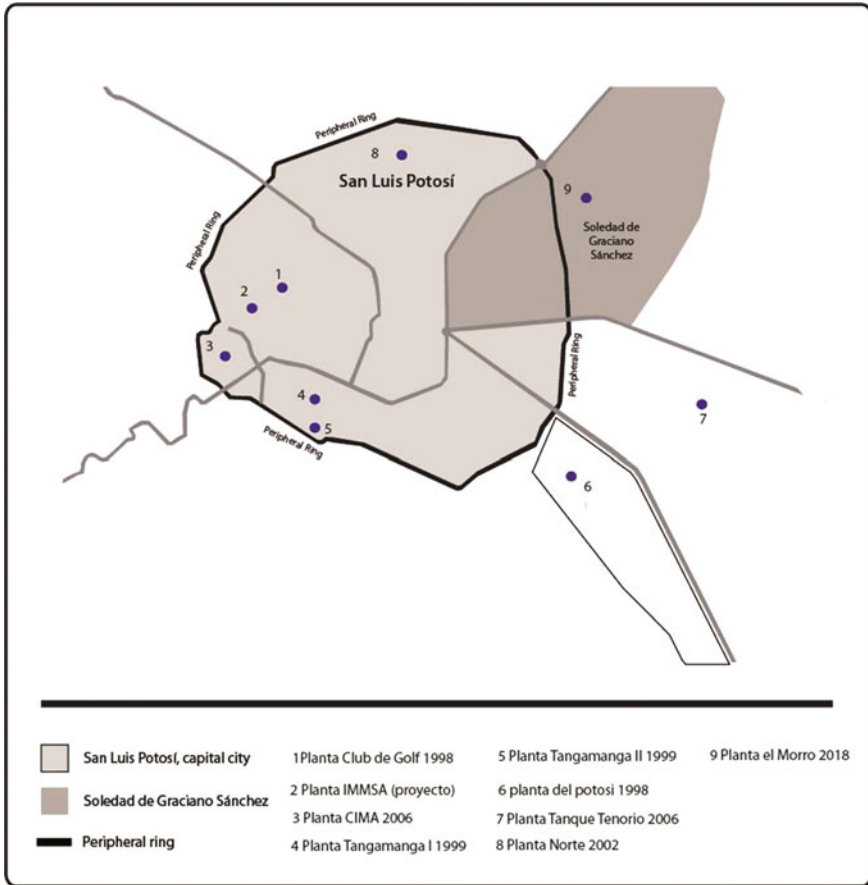 Peripheral Ring
8
San Luis Potosí
9
Soledad de
Graciano
Sánchez
Peripheral Ring
1
2
3
Peripheral Ring
4
7
5
Peripheral Ring
6
San Luis Potosí, capital city
Soledad de Graciano Sánchez
Peripheral ring
1Planta Club de Golf 1998
2 Planta IMMSA (proyecto)
3 Planta CIMA 2006
4 Planta Tangamanga I 1999
5 Planta Tangamanga II 1999
6 planta del potosi 1998
7 Planta Tanque Tenorio 2006
8 Planta Norte 2002
9 Planta el Morro 2018